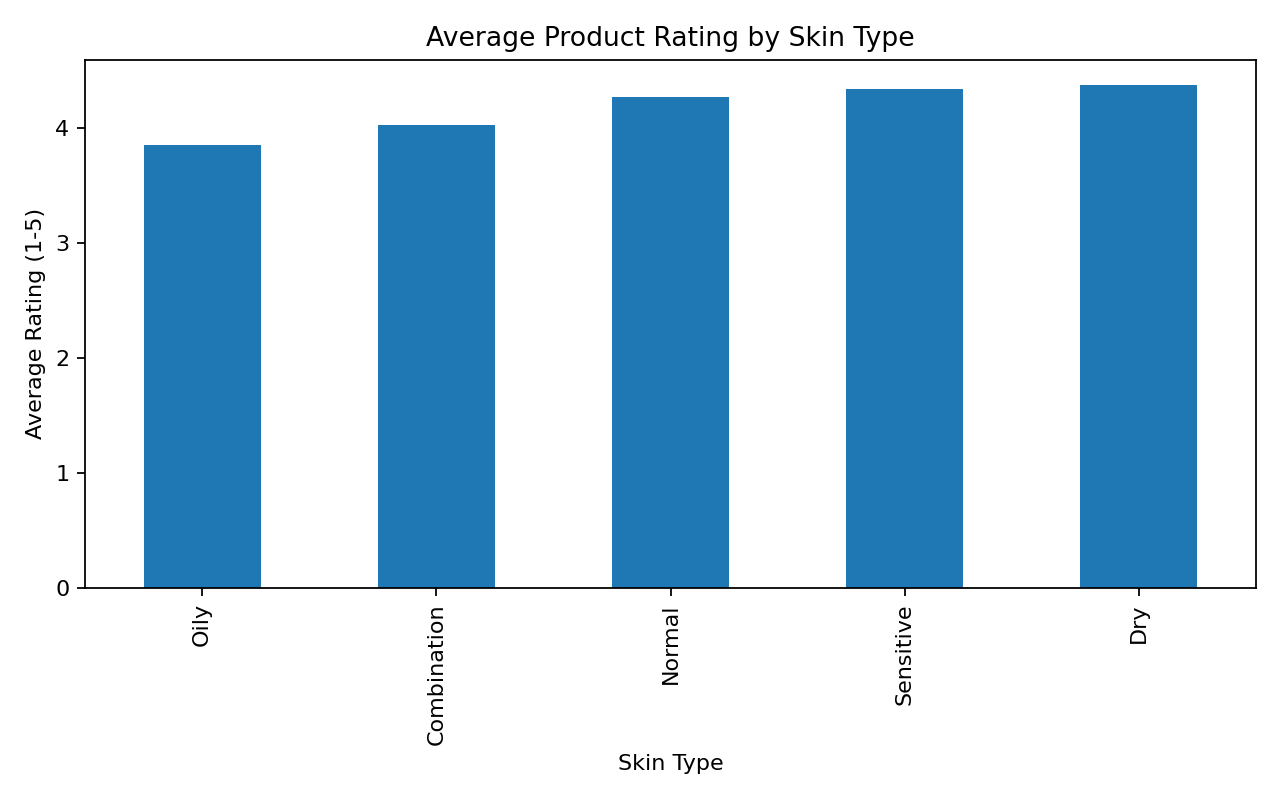 Average Product Rating by Skin Type
Average Rating (1-5)
4
3
2
1
0
Oily
Combination
Normal
Sensitive
Dry
Skin Type